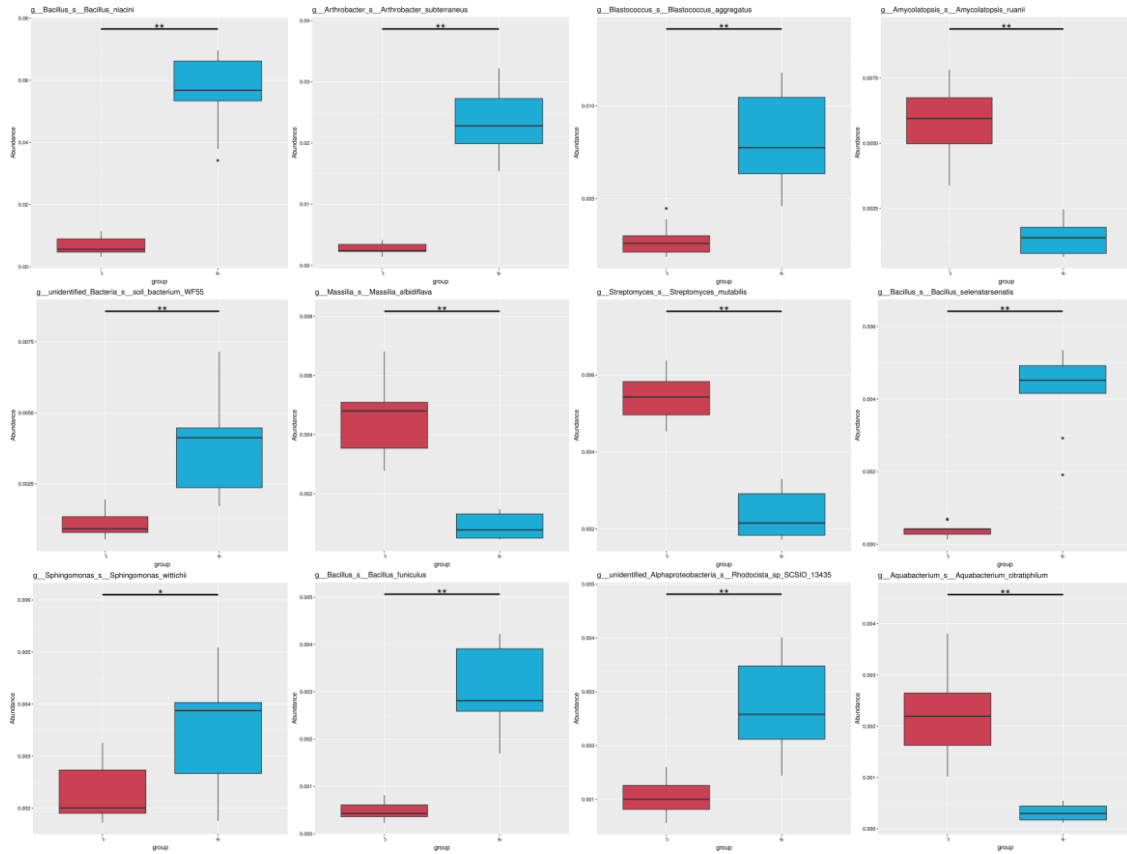 g__Bacillus_s__Bacillus_niacini
**
0.08
0.06
0.04
0.02
0.00
Abundance
group
g__Arthrobacter_s__Arthrobacter_subterraneus
**
0.04
0.03
0.02
0.01
0.00
Abundance
group
g__Blastococcus_s__Blastococcus_aggregatus
**
0.010
0.005
Abundance
group
g__Amycolatopsis_s__Amycolatopsis_ruanii
**
0.0075
0.0050
0.0025
Abundance
group
g__unidentified_Bacteria_s__soil_bacterium_WF55
**
0.0075
0.0050
0.0025
Abundance
group
g__Massilia_s__Massilia_albidiflava
**
0.008
0.006
0.004
0.002
Abundance
group
g__Streptomyces_s__Streptomyces_mutabilis
**
0.006
0.004
0.002
Abundance
group
g__Bacillus_s__Bacillus_selenatarsenatis
**
0.006
0.004
0.002
0.000
Abundance
group
g__Sphingomonas_s__Sphingomonas_wittichii
*
0.006
0.005
0.004
0.003
0.002
Abundance
group
g__Bacillus_s__Bacillus_funiculus
**
0.005
0.004
0.003
0.002
0.001
0.000
Abundance
group
g__unidentified_Alphaproteobacteria_s__Rhodocista_sp_SCSIO_13435
**
0.005
0.004
0.003
0.002
0.001
Abundance
group
g__Aquabacterium_s__Aquabacterium_citratiphilum
**
0.004
0.003
0.002
0.001
0.000
Abundance
group